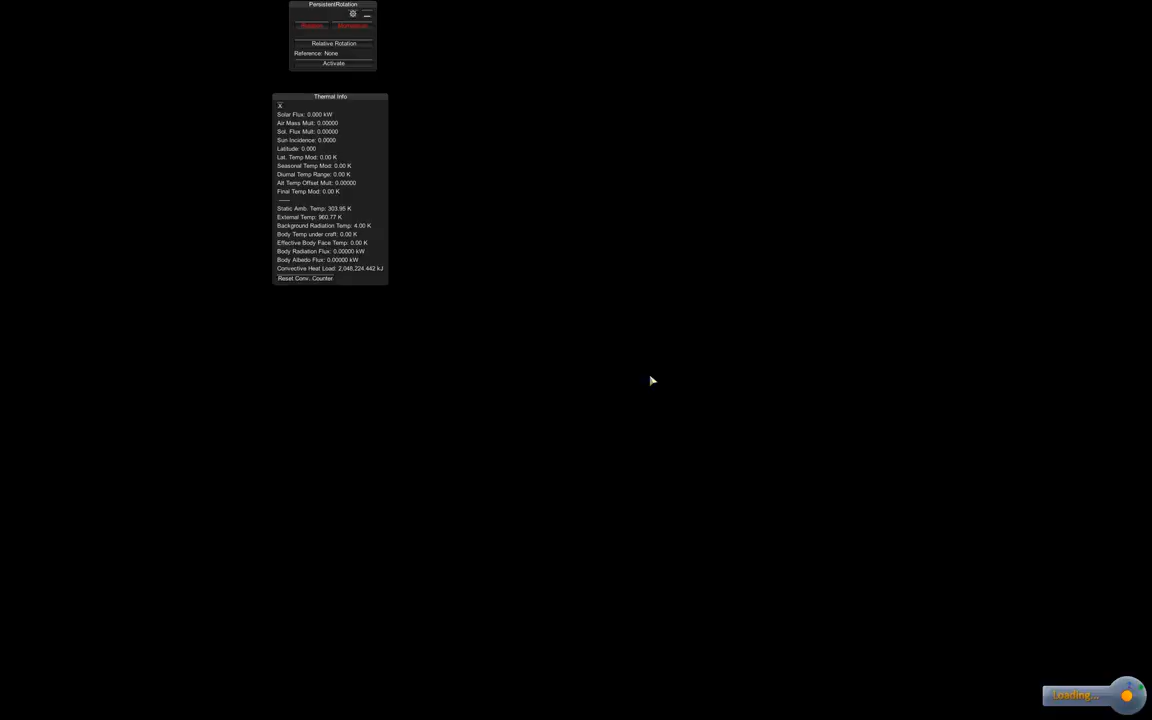 PersistentRotation
Rotation Momentum
Relative Rotation
Reference: None
Activate
Thermal Info
X
Solar Flux: 0.000 kW
Air Mass Mult: 0.00000
Sol. Flux Mult: 0.00000
Sun Incidence: 0.0000
Latitude: 0.000
Lat. Temp Mod: 0.00 K
Seasonal Temp Mod: 0.00 K
Diurnal Temp Range: 0.00 K
Alt Temp Offset Mult: 0.00000
Final Temp Mod: 0.00 K
Static Amb. Temp: 303.95 K
External Temp: 960.77 K
Background Radiation Temp: 4.00 K
Body Temp under craft: 0.00 K
Effective Body Face Temp: 0.00 K
Body Radiation Flux: 0.00000 kW
Body Albedo Flux: 0.00000 kW
Convective Heat Load: 2,048,224.442 kJ
Reset Conv. Counter
Loading...